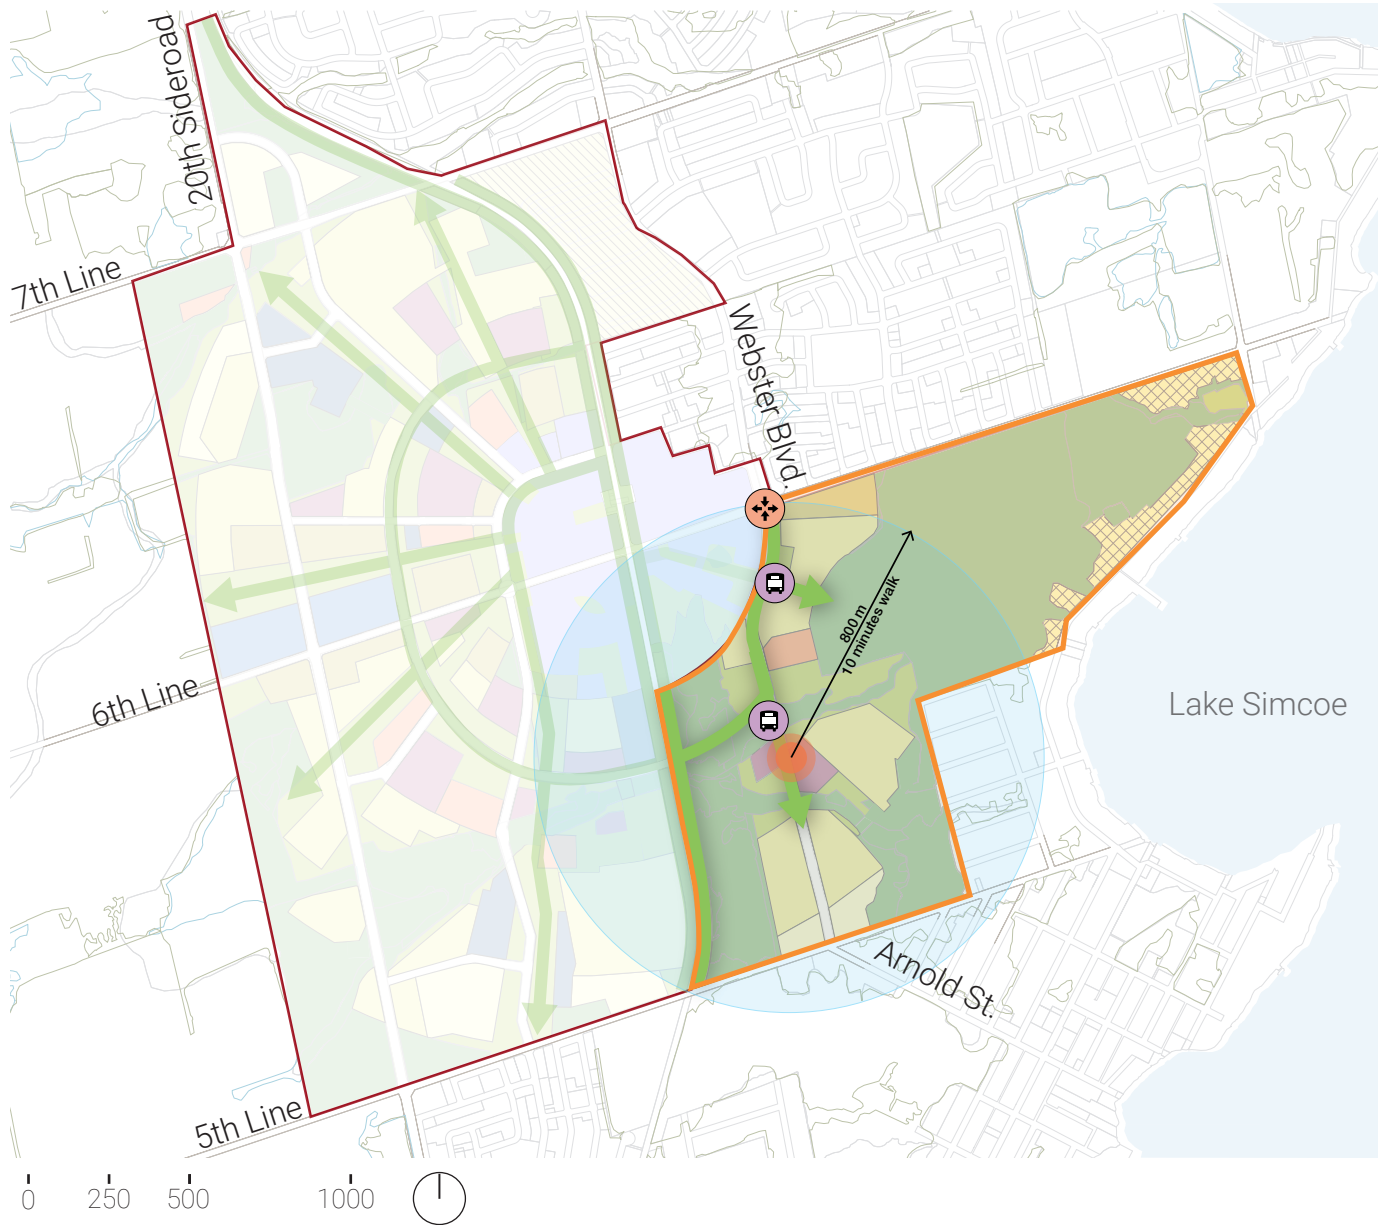 20th Sideroad
7th Line
Webster Blvd.
800 m
10 minutes walk
6th Line
Lake Simcoe
Arnold St.
5th Line
0 250 500 1000